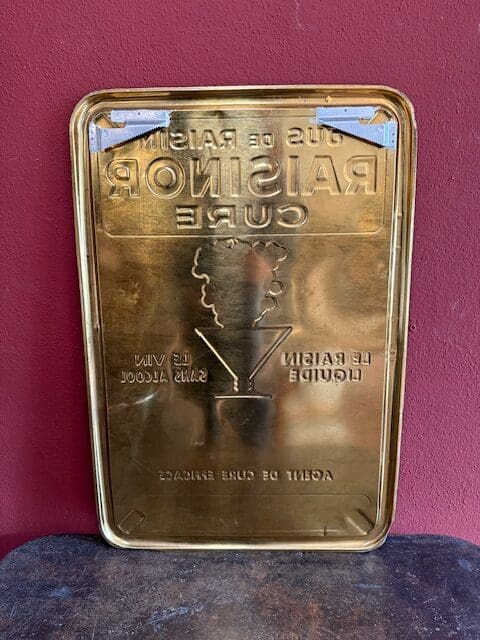 JUS DE RAISIN
RAISINOR
CURE
LE RAISIN
LIQUIDE
LE VIN
SANS ALCOOL
AGENT DE CURE EFFICACE